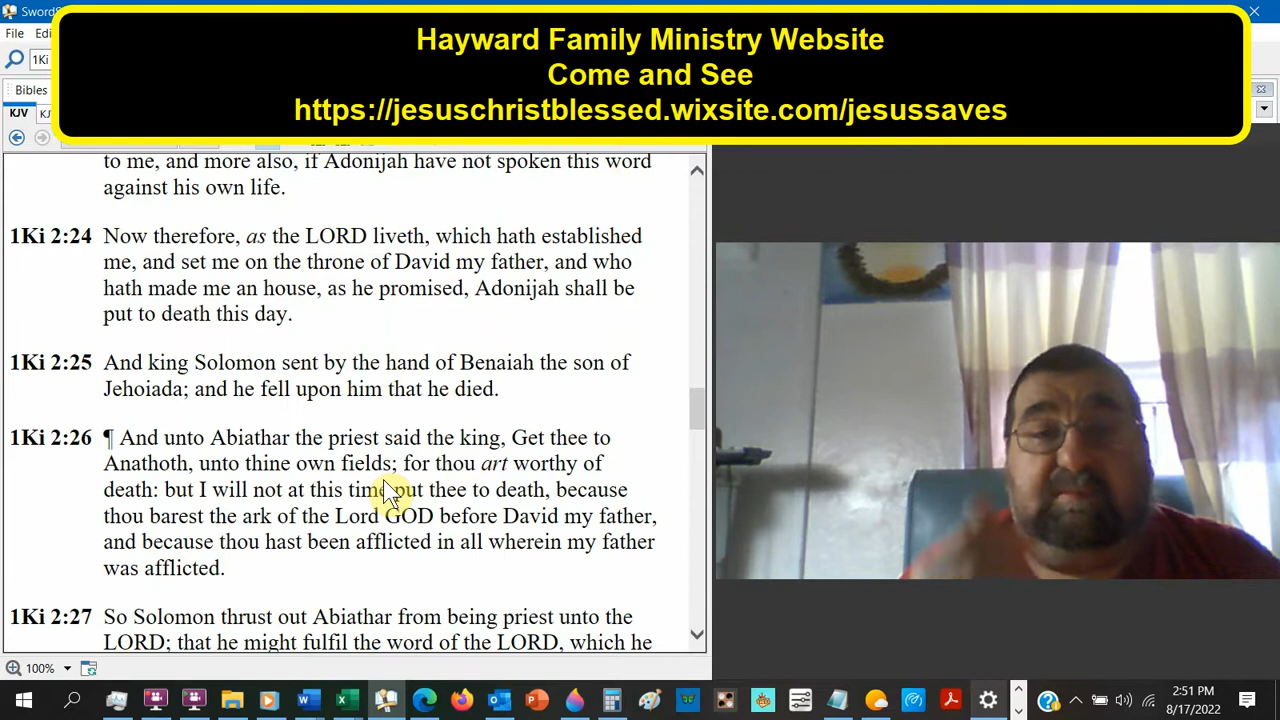 SwordS
Hayward Family Ministry Website
Come and See
https://jesuschristblessed.wixsite.com/jesussaves
File Edi
1Ki
Bibles
KJV KJ
to me, and more also, if Adonijah have not spoken this word
against his own life.
1Ki 2:24 Now therefore, as the LORD liveth, which hath established
me, and set me on the throne of David my father, and who
hath made me an house, as he promised, Adonijah shall be
put to death this day.
1Ki 2:25 And king Solomon sent by the hand of Benaiah the son of
Jehoiada; and he fell upon him that he died.
1Ki 2:26 ¶ And unto Abiathar the priest said the king, Get thee to
Anathoth, unto thine own fields; for thou art worthy of
death: but I will not at this time put thee to death, because
thou barest the ark of the Lord GOD before David my father,
and because thou hast been afflicted in all wherein my father
was afflicted.
1Ki 2:27 So Solomon thrust out Abiathar from being priest unto the
LORD; that he might fulfil the word of the LORD, which he
100%
2:51 PM
8/17/2022